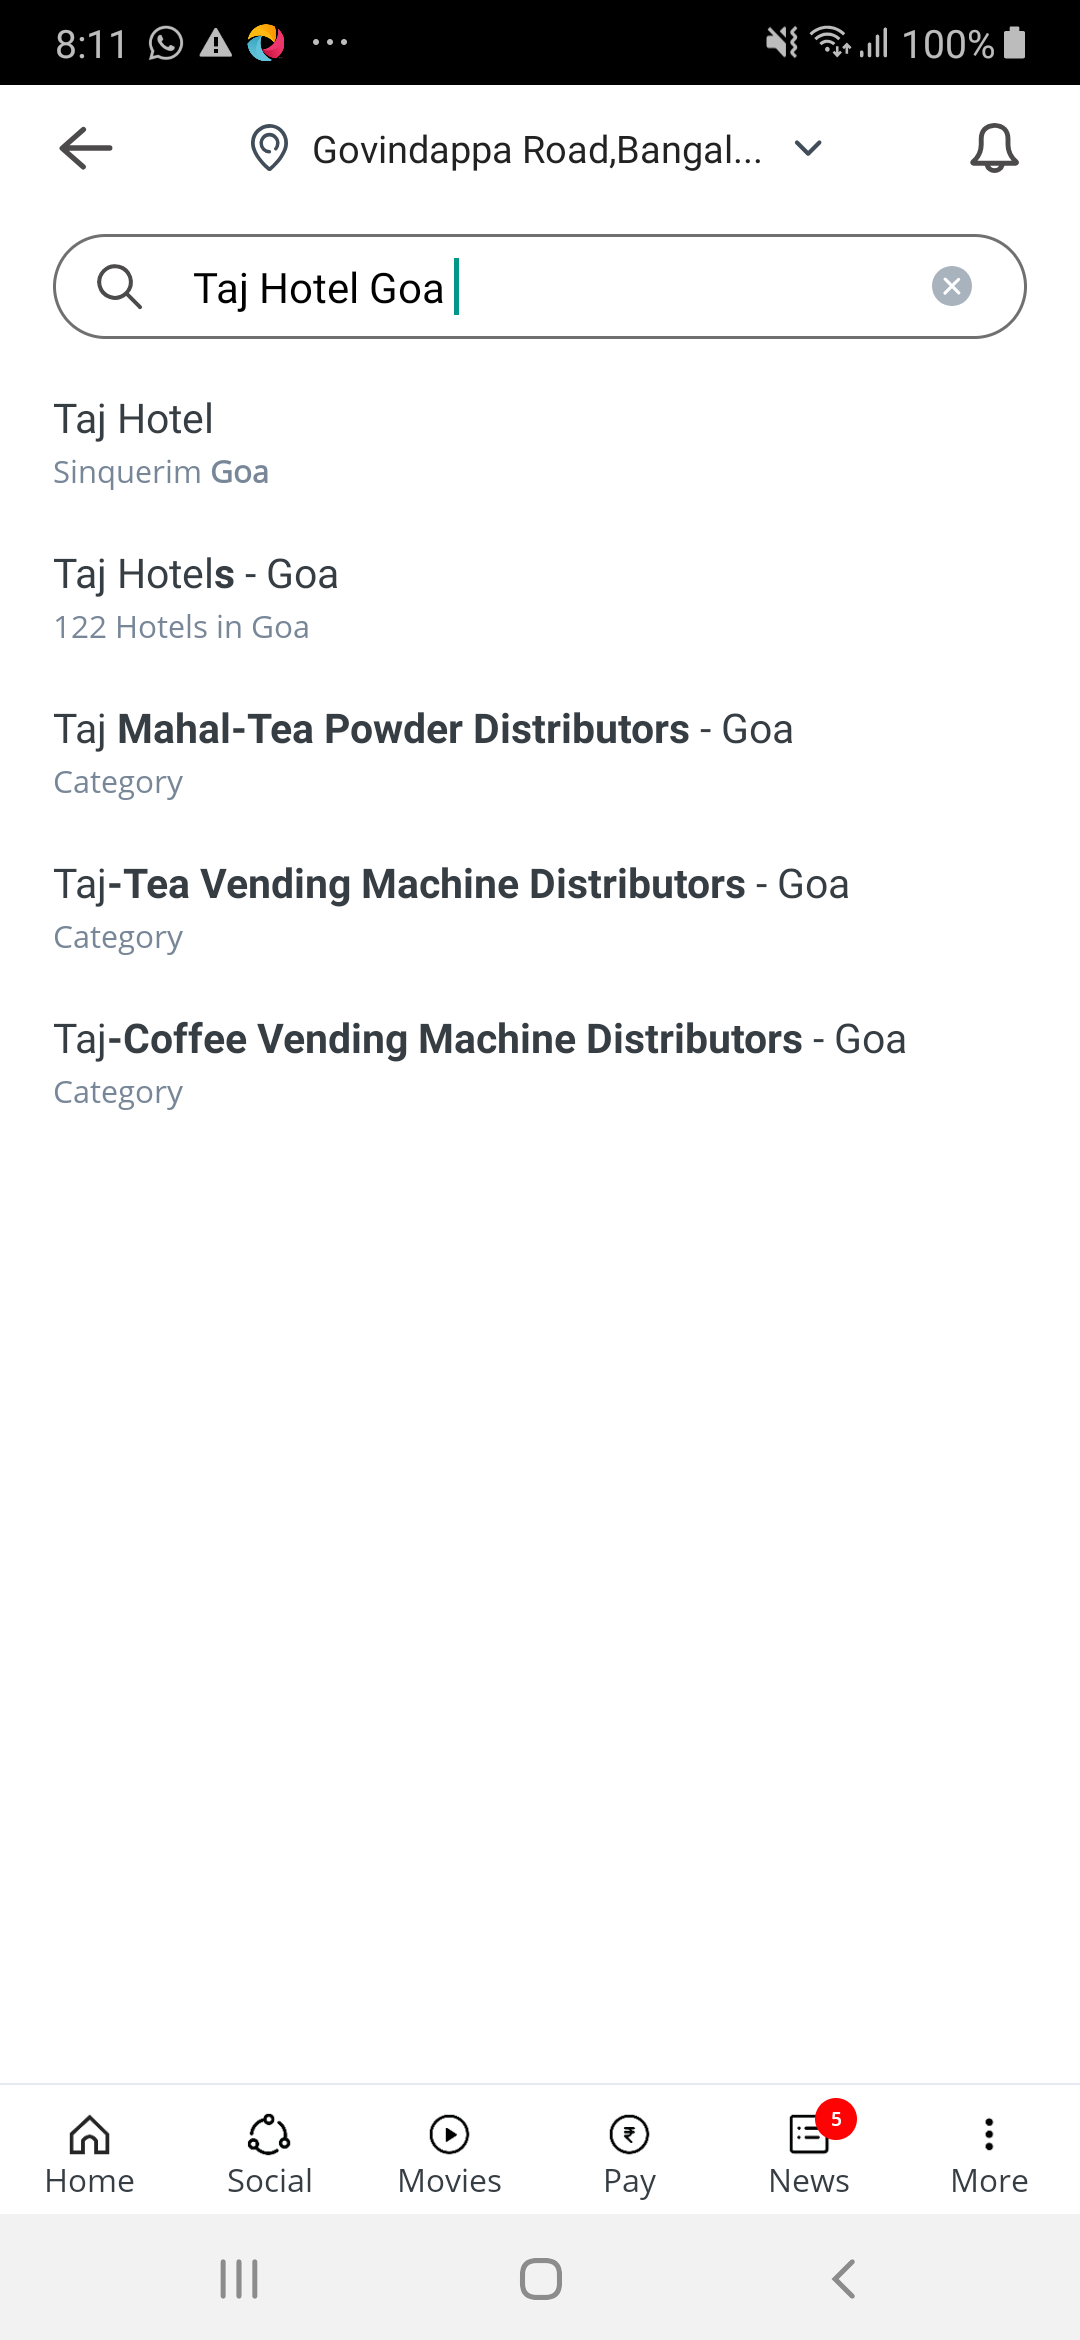 8:11
100%
Govindappa Road,Bangal...
Taj Hotel Goa
Taj Hotel
Sinquerim Goa
Taj Hotels - Goa
122 Hotels in Goa
Taj Mahal-Tea Powder Distributors - Goa
Category
Taj-Tea Vending Machine Distributors - Goa
Category
Taj-Coffee Vending Machine Distributors - Goa
Category
5
Home Social Movies Pay News More